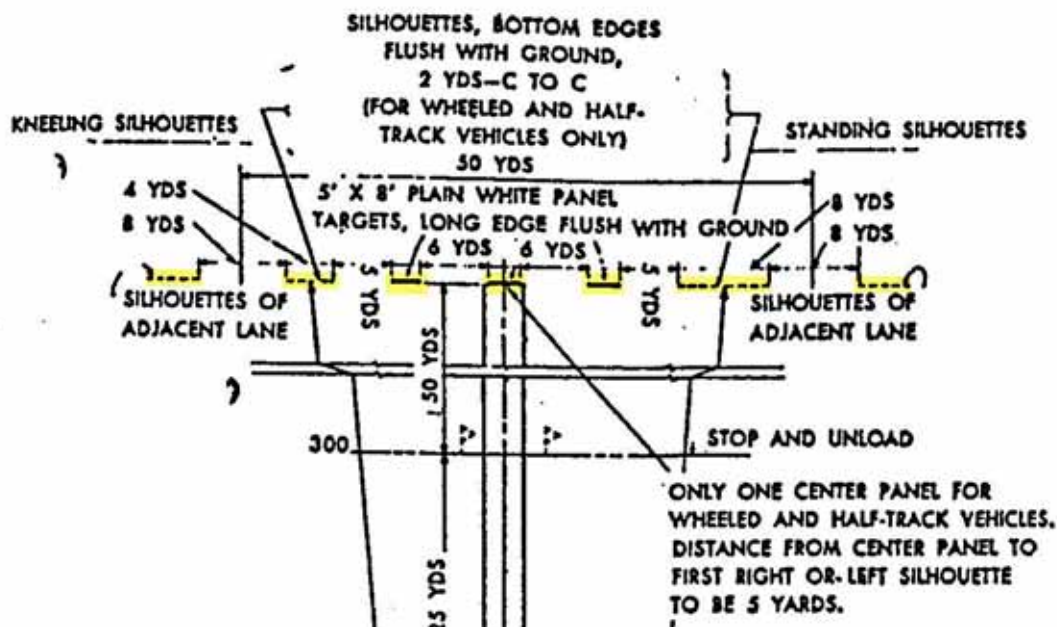 SILHOUETTES, BOTTOM EDGES
FLUSH WITH GROUND,
2 YDS—C TO C
(FOR WHEELED AND HALF-
TRACK VEHICLES ONLY)
KNEELING SILHOUETTES
STANDING SILHOUETTES
50 YDS
4 YDS
8 YDS
5' X 8' PLAIN WHITE PANEL
TARGETS, LONG EDGE FLUSH WITH GROUND
8 YDS
8 YDS
6 YDS
6 YDS
5 YDS
5 YDS
SILHOUETTES OF
ADJACENT LANE
SILHOUETTES OF
ADJACENT LANE
150 YDS
300
STOP AND UNLOAD
ONLY ONE CENTER PANEL FOR
WHEELED AND HALF-TRACK VEHICLES.
DISTANCE FROM CENTER PANEL TO
FIRST RIGHT OR-LEFT SILHOUETTE
TO BE 5 YARDS.
YDS